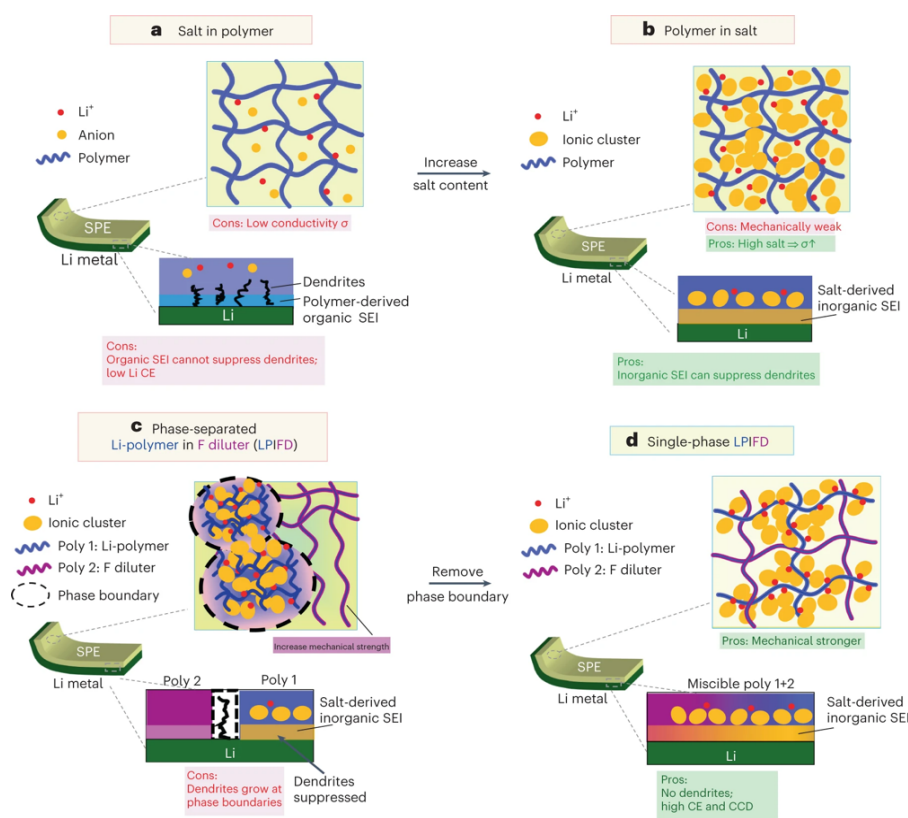 a Salt in polymer
Li⁺
Anion
Polymer
Cons: Low conductivity σ
SPE
Li metal
Dendrites
Polymer-derived
organic SEI
Li
Cons:
Organic SEI cannot suppress dendrites;
low Li CE
Increase
salt content
b Polymer in salt
Li⁺
Ionic cluster
Polymer
Cons: Mechanically weak
Pros: High salt ⇒ σ↑
SPE
Li metal
Salt-derived
inorganic SEI
Li
Pros:
Inorganic SEI can suppress dendrites
c Phase-separated
Li-polymer in F diluter (LPIFD)
Li⁺
Ionic cluster
Poly 1: Li-polymer
Poly 2: F diluter
Phase boundary
Increase mechanical strength
SPE
Li metal
Poly 2 Poly 1
Salt-derived
inorganic SEI
Li
Cons:
Dendrites grow at
phase boundaries
Dendrites
suppressed
Remove
phase boundary
d Single-phase LPIFD
Li⁺
Ionic cluster
Poly 1: Li-polymer
Poly 2: F diluter
Pros: Mechanical stronger
SPE
Li metal
Miscible poly 1+2
Salt-derived
inorganic SEI
Li
Pros:
No dendrites;
high CE and CCD